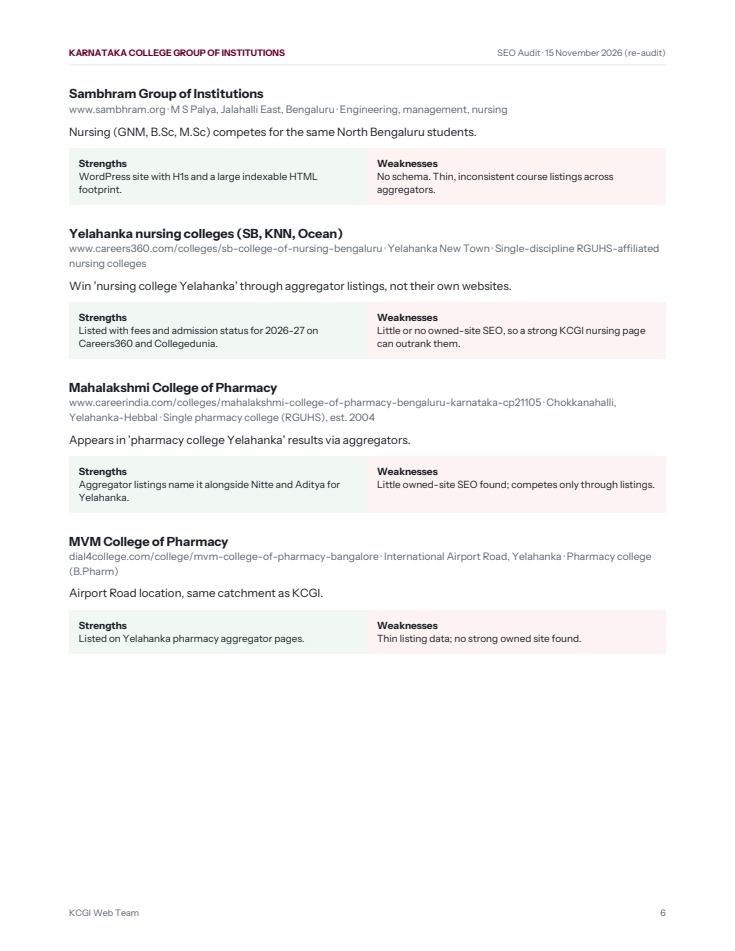 KARNATAKA COLLEGE GROUP OF INSTITUTIONS
SEO Audit · 15 November 2026 (re-audit)
Sambhram Group of Institutions
www.sambhram.org · M S Palya, Jalahalli East, Bengaluru · Engineering, management, nursing
Nursing (GNM, B.Sc, M.Sc) competes for the same North Bengaluru students.
Strengths
WordPress site with H1s and a large indexable HTML
footprint.
Weaknesses
No schema. Thin, inconsistent course listings across
aggregators.
Yelahanka nursing colleges (SB, KNN, Ocean)
www.careers360.com/colleges/sb-college-of-nursing-bengaluru · Yelahanka New Town · Single-discipline RGUHS-affiliated
nursing colleges
Win 'nursing college Yelahanka' through aggregator listings, not their own websites.
Strengths
Listed with fees and admission status for 2026-27 on
Careers360 and Collegedunia.
Weaknesses
Little or no owned-site SEO, so a strong KCGI nursing page
can outrank them.
Mahalakshmi College of Pharmacy
www.careerindia.com/colleges/mahalakshmi-college-of-pharmacy-bengaluru-karnataka-cp21105 · Chokkanahalli,
Yelahanka-Hebbal · Single pharmacy college (RGUHS), est. 2004
Appears in 'pharmacy college Yelahanka' results via aggregators.
Strengths
Aggregator listings name it alongside Nitte and Aditya for
Yelahanka.
Weaknesses
Little owned-site SEO found; competes only through listings.
MVM College of Pharmacy
dial4college.com/college/mvm-college-of-pharmacy-bangalore · International Airport Road, Yelahanka · Pharmacy college
(B.Pharm)
Airport Road location, same catchment as KCGI.
Strengths
Listed on Yelahanka pharmacy aggregator pages.
Weaknesses
Thin listing data; no strong owned site found.
KCGI Web Team
6